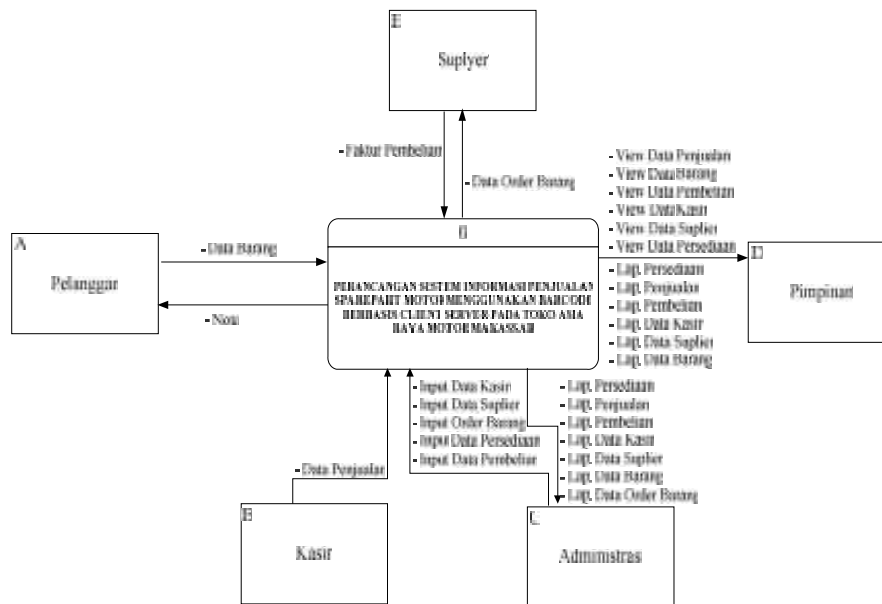 E
Suplyer
- Faktur Pembelian
- Data Order Barang
- View Data Penjualan
- View Data Barang
- View Data Pembelian
- View DataKasir
- View Data Suplier
- View Data Persediaan
A
Pelanggan
- Data Barang
- Nota
0
PERANCANGAN SISTEM INFORMASI PENJUALAN
SPAREPART MOTOR MENGGUNAKAN BARCODE
BERBASIS CLIENT SERVER PADA TOKO ASIA
RAYA MOTOR MAKASSAR
D
Pimpinan
- Lap. Persediaan
- Lap. Penjualan
- Lap. Pembelian
- Lap. Data Kasir
- Lap. Data Suplier
- Lap. Data Barang
- Input Data Kasir
- Input Data Suplier
- Input Order Barang
- Input Data Persediaan
- Input Data Pembelian
- Lap. Persediaan
- Lap. Penjualan
- Lap. Pembelian
- Lap. Data Kasir
- Lap. Data Suplier
- Lap. Data Barang
- Lap. Data Order Barang
- Data Penjualan
B
Kasir
C
Administras